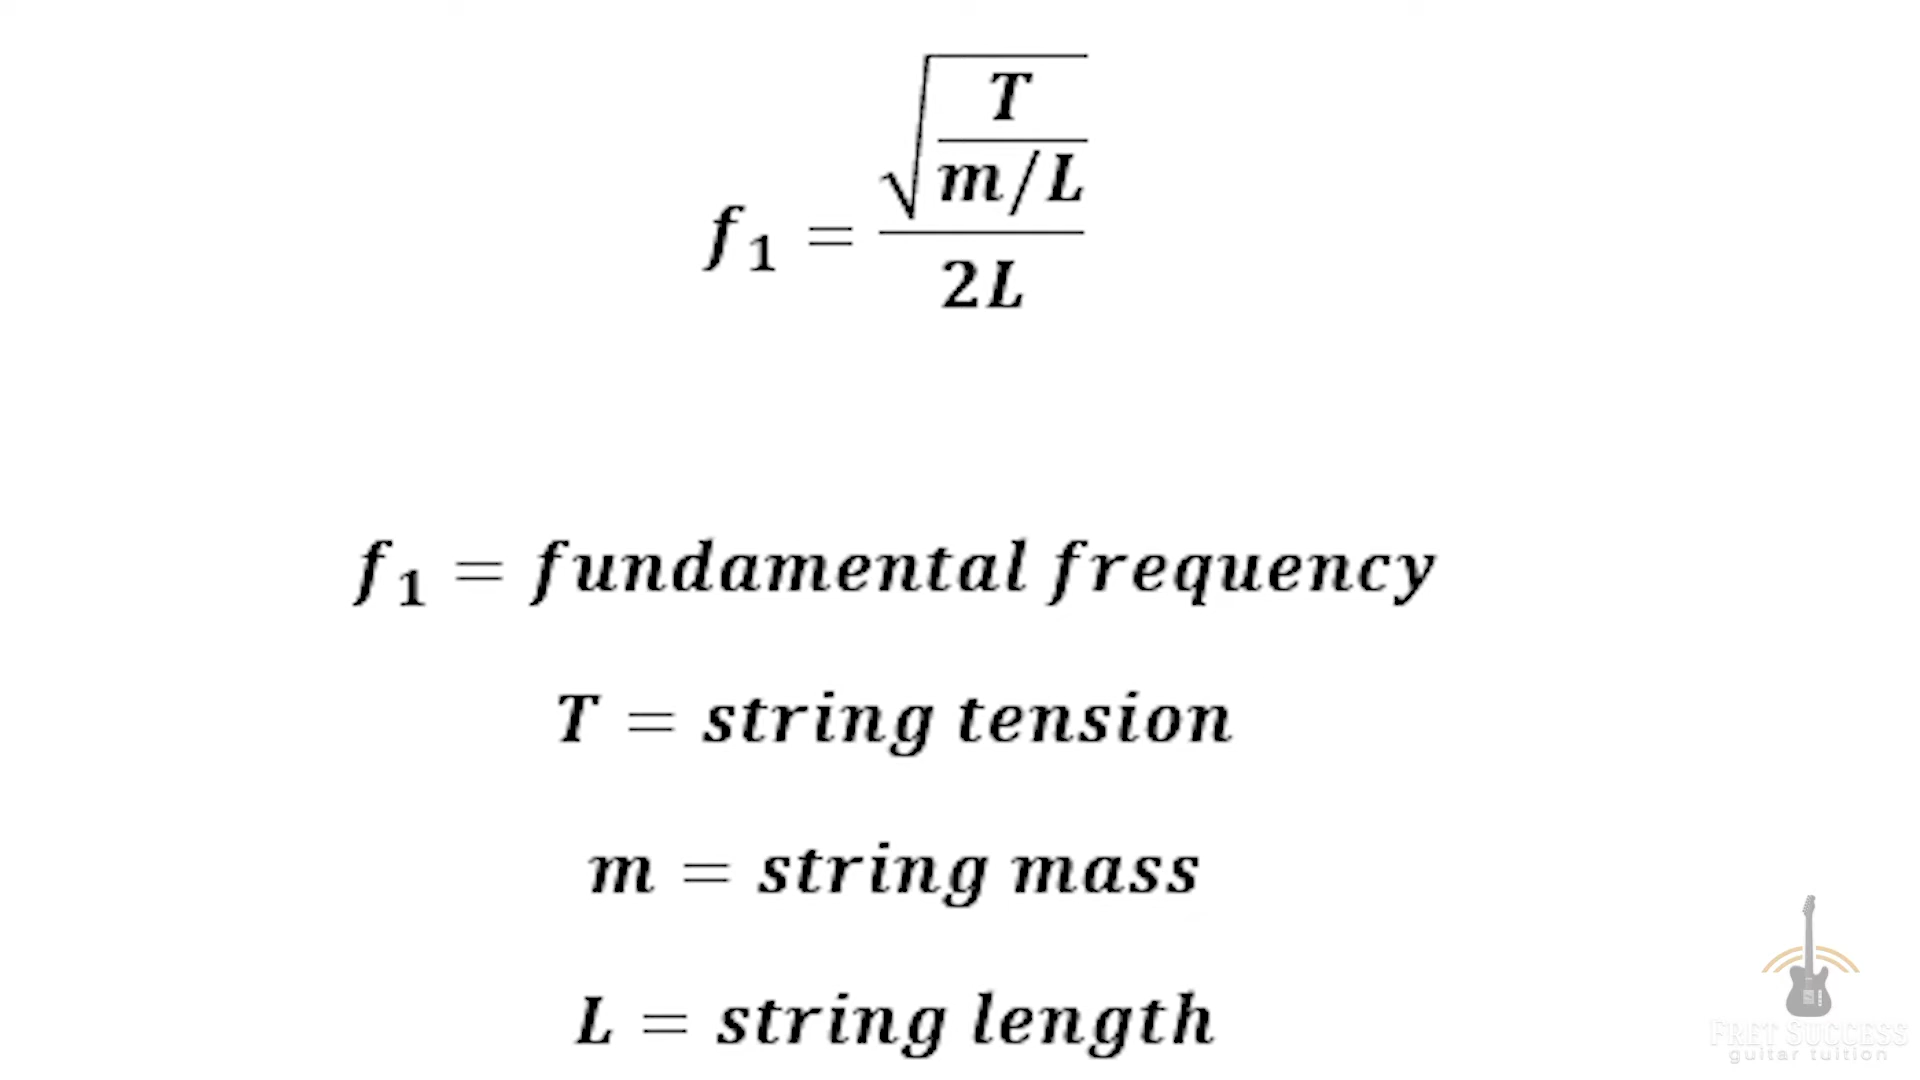 f₁ = √(T/(m/L)) / 2L
f₁ = fundamental frequency
T = string tension
m = string mass
L = string length
FRET SUCCESS
guitar tuition